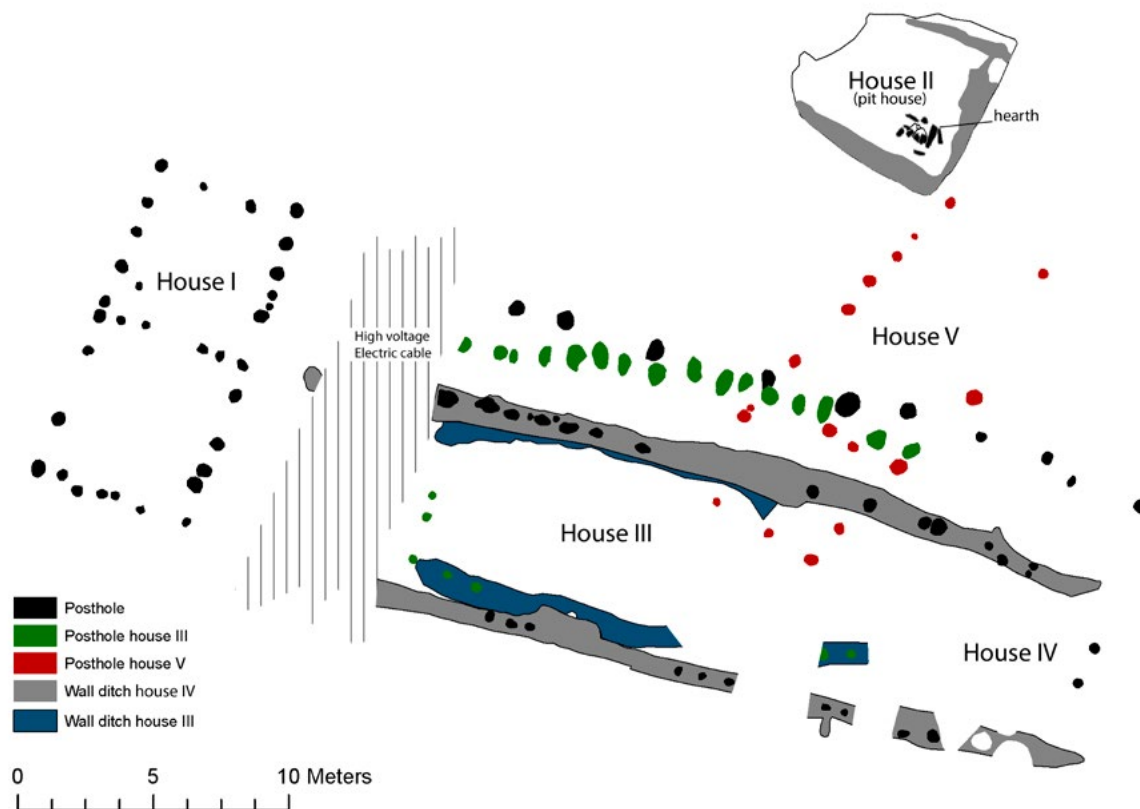 House II
(pit house)
hearth
House I
High voltage
Electric cable
House V
House III
House IV
Posthole
Posthole house III
Posthole house V
Wall ditch house IV
Wall ditch house III
0 5 10 Meters